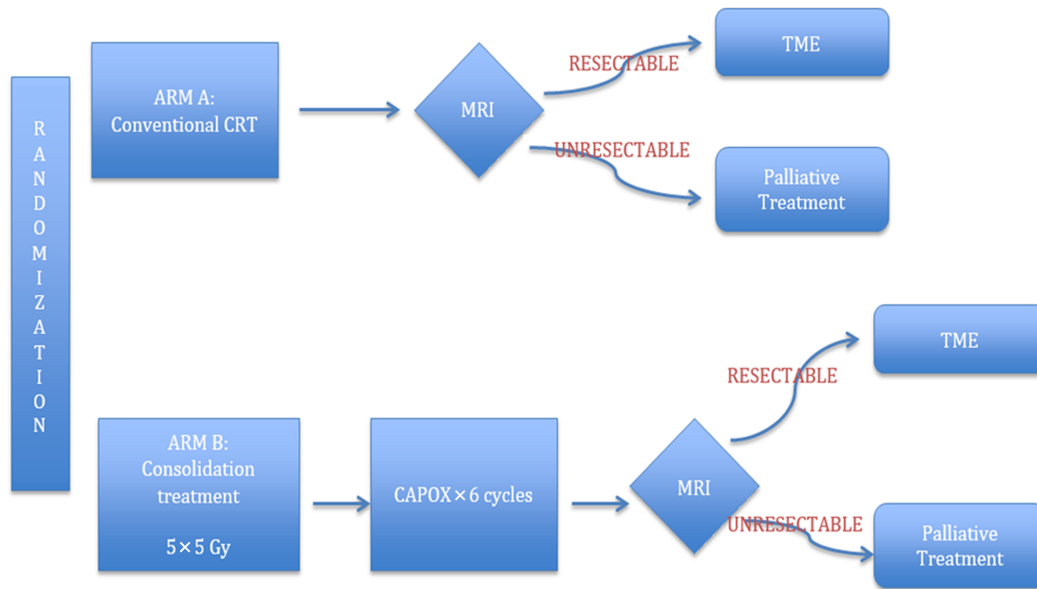 RANDOMIZATION
ARM A:
Conventional CRT
MRI
RESECTABLE
TME
UNRESECTABLE
Palliative
Treatment
ARM B:
Consolidation
treatment
5×5 Gy
CAPOX×6 cycles
MRI
RESECTABLE
TME
UNRESECTABLE
Palliative
Treatment